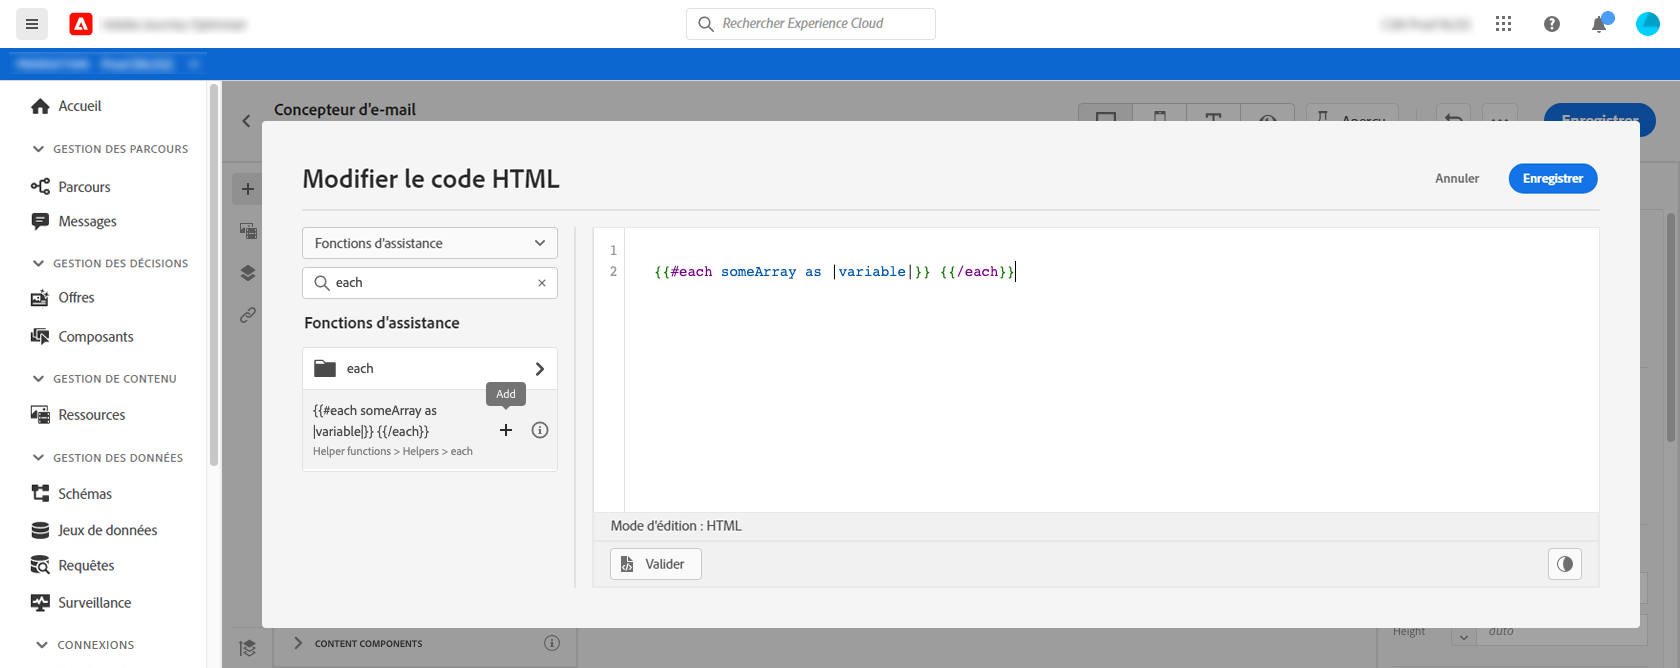 Rechercher Experience Cloud
Accueil
GESTION DES PARCOURS
Parcours
Messages
GESTION DES DÉCISIONS
Offres
Composants
GESTION DE CONTENU
Ressources
GESTION DES DONNÉES
Schémas
Jeux de données
Requêtes
Surveillance
CONNEXIONS
Concepteur d'e-mail
Aperçu
Enregistrer
Modifier le code HTML
Annuler
Enregistrer
Fonctions d'assistance
each
Fonctions d'assistance
each
Add
{{#each someArray as
|variable|}} {{/each}}
Helper functions > Helpers > each
1
2 {{#each someArray as |variable|}} {{/each}}
Mode d'édition : HTML
Valider
CONTENT COMPONENTS
Height
auto